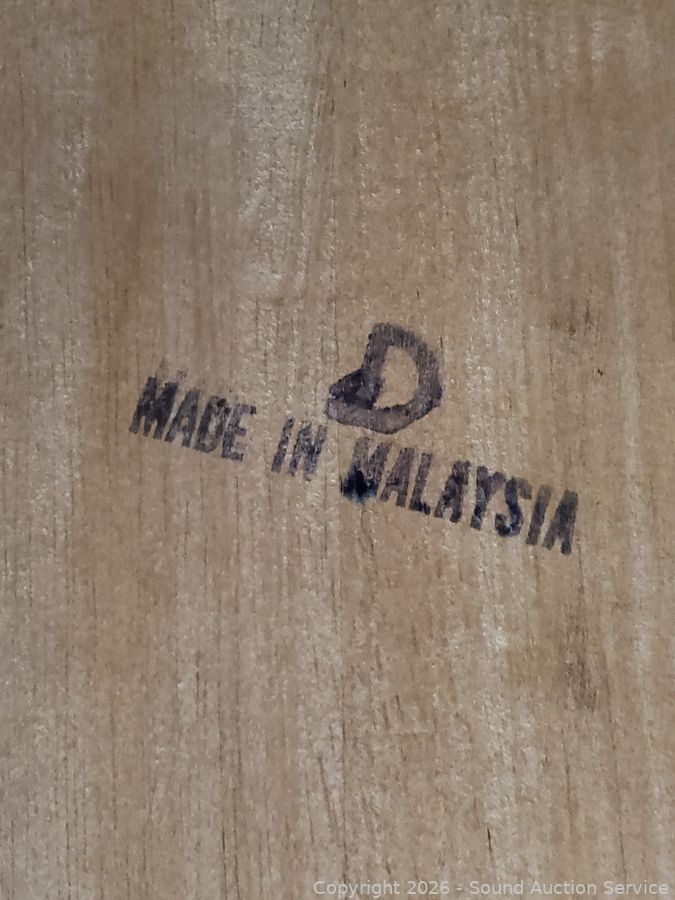 D
MADE IN MALAYSIA
Copyright 2026 - Sound Auction Service